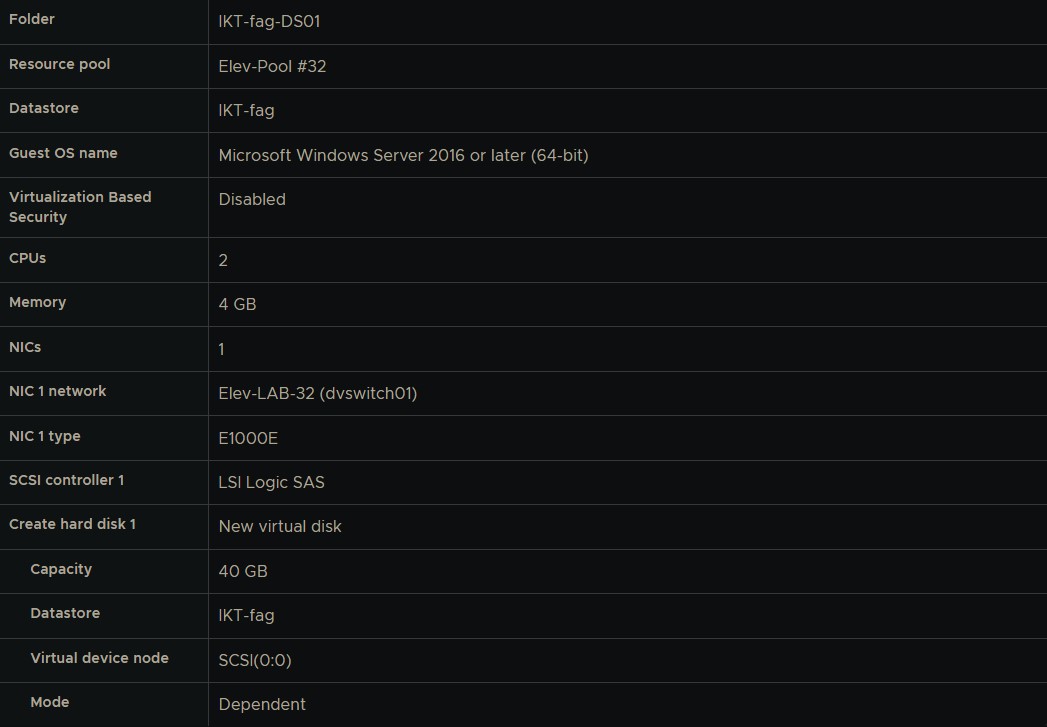 Folder IKT-fag-DS01
Resource pool Elev-Pool #32
Datastore IKT-fag
Guest OS name Microsoft Windows Server 2016 or later (64-bit)
Virtualization Based Disabled
Security
CPUs 2
Memory 4 GB
NICs 1
NIC 1 network Elev-LAB-32 (dvswitch01)
NIC 1 type E1000E
SCSI controller 1 LSI Logic SAS
Create hard disk 1 New virtual disk
Capacity 40 GB
Datastore IKT-fag
Virtual device node SCSI(0:0)
Mode Dependent